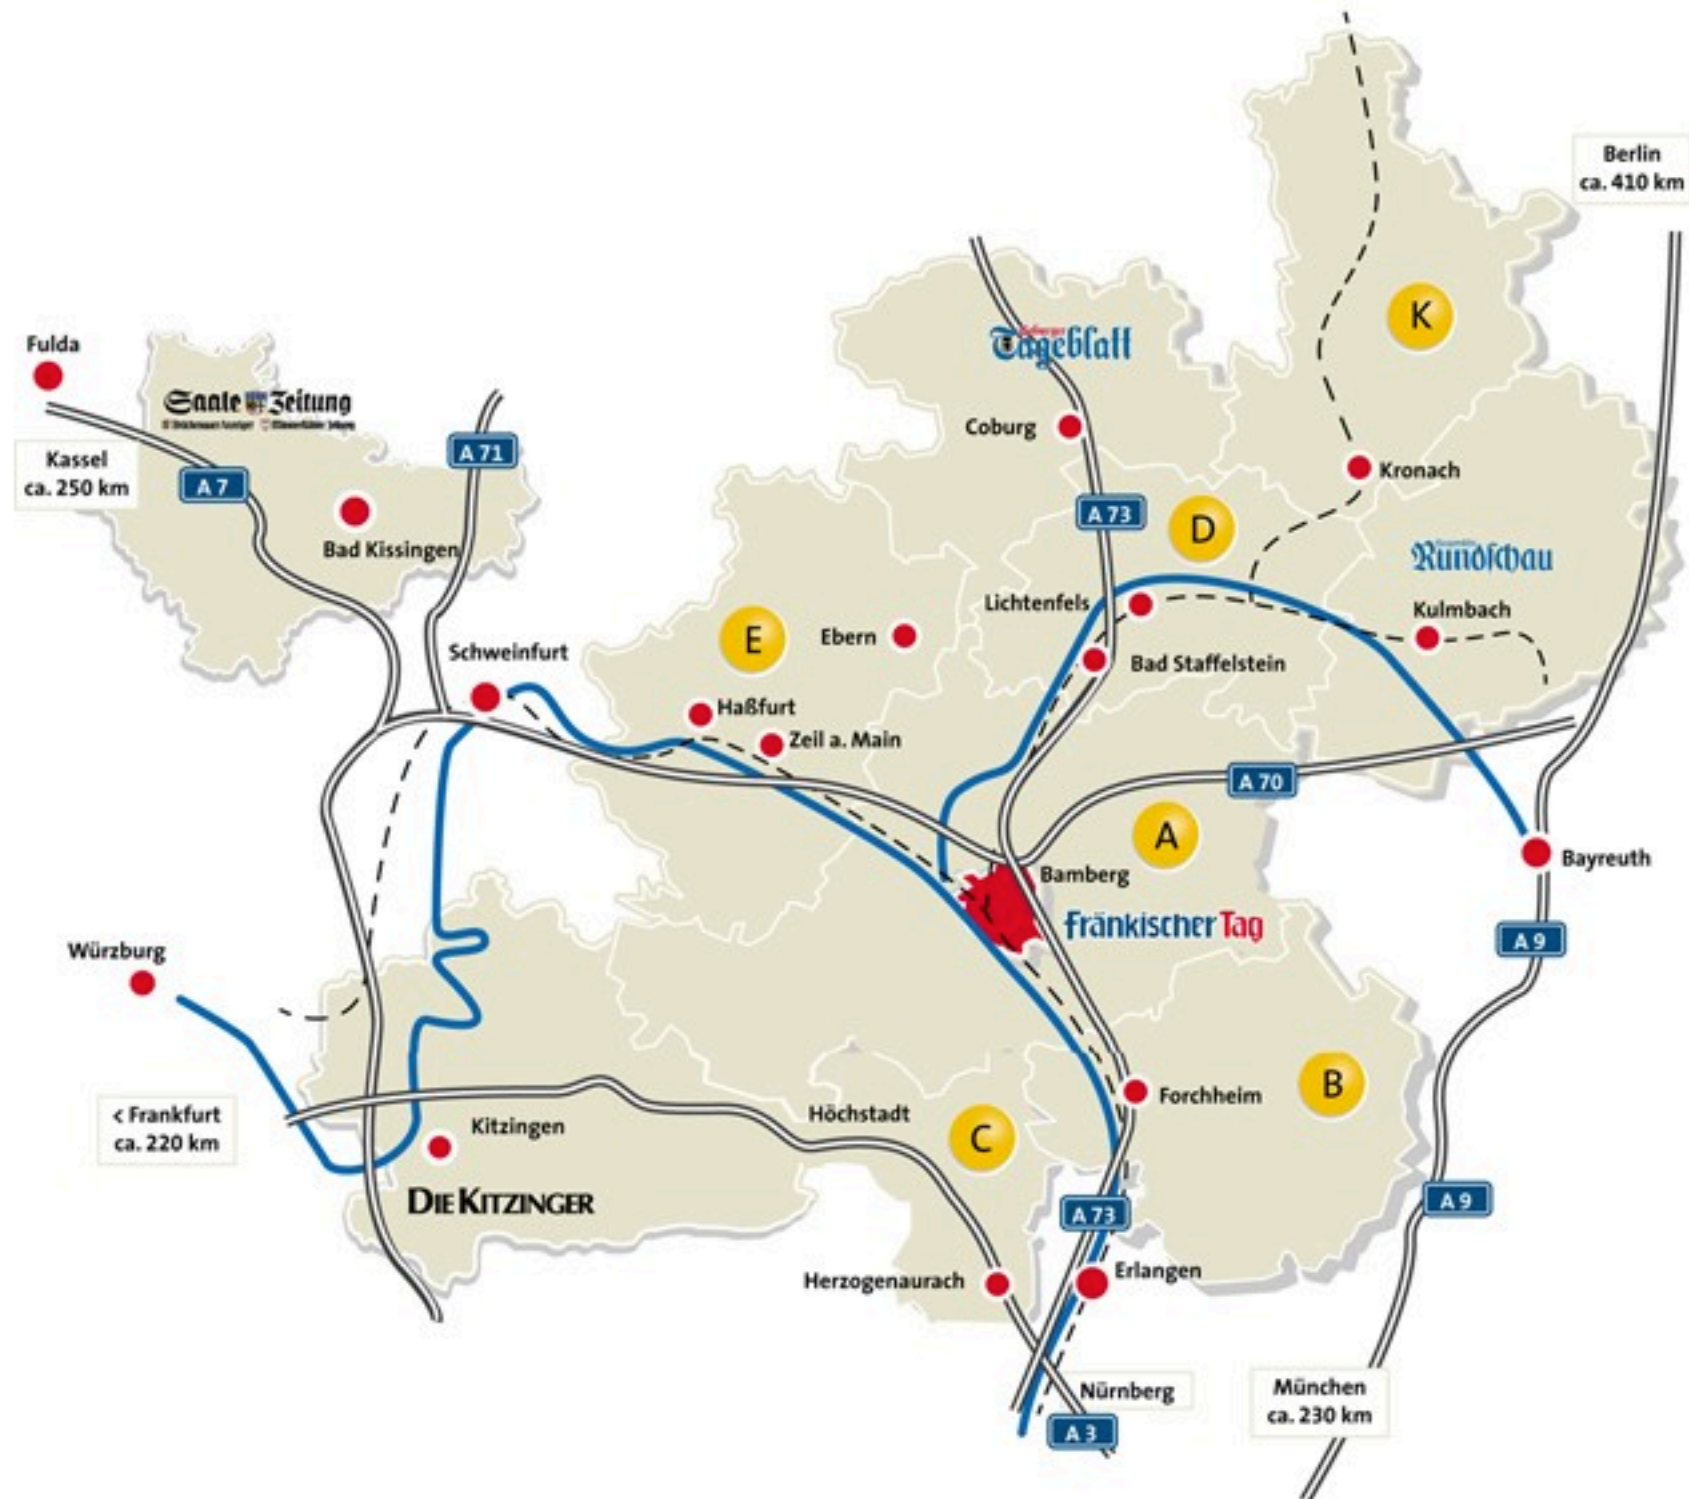 Berlin
ca. 410 km
K
Fulda
Saale Zeitung
Tageblatt
Kassel
ca. 250 km
A 7
A 71
Coburg
Kronach
Bad Kissingen
A 73
D
Rundschau
Lichtenfels
Kulmbach
E
Ebern
Schweinfurt
Bad Staffelstein
Haßfurt
Zeil a. Main
A 70
A
Bamberg
Bayreuth
Fränkischer Tag
A 9
Würzburg
B
Forchheim
< Frankfurt
ca. 220 km
Höchstadt
C
Kitzingen
DIE KITZINGER
A 73
A 9
Herzogenaurach
Erlangen
Nürnberg
München
ca. 230 km
A 3